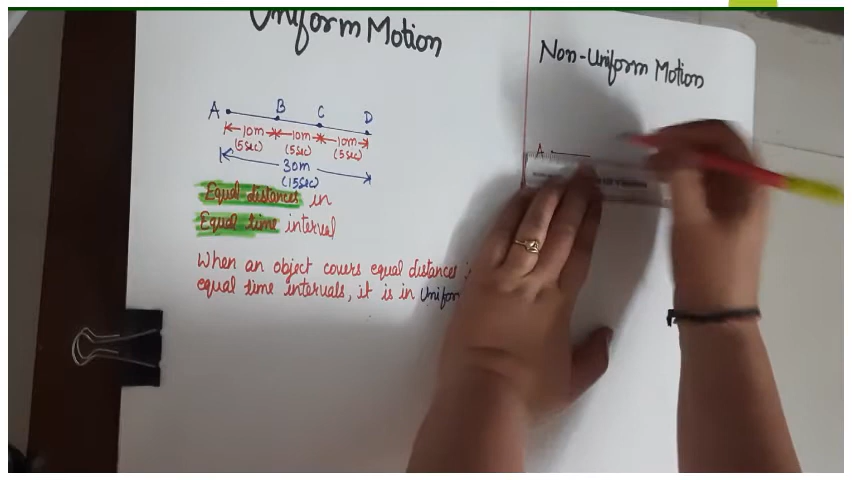 Uniform Motion
A B C D
10m 10m 10m
(5sec) (5sec) (5sec)
30m
(15sec)
Equal distances in
Equal time interval
When an object covers equal distances
equal time intervals, it is in Unifor
Non-Uniform Motion
A